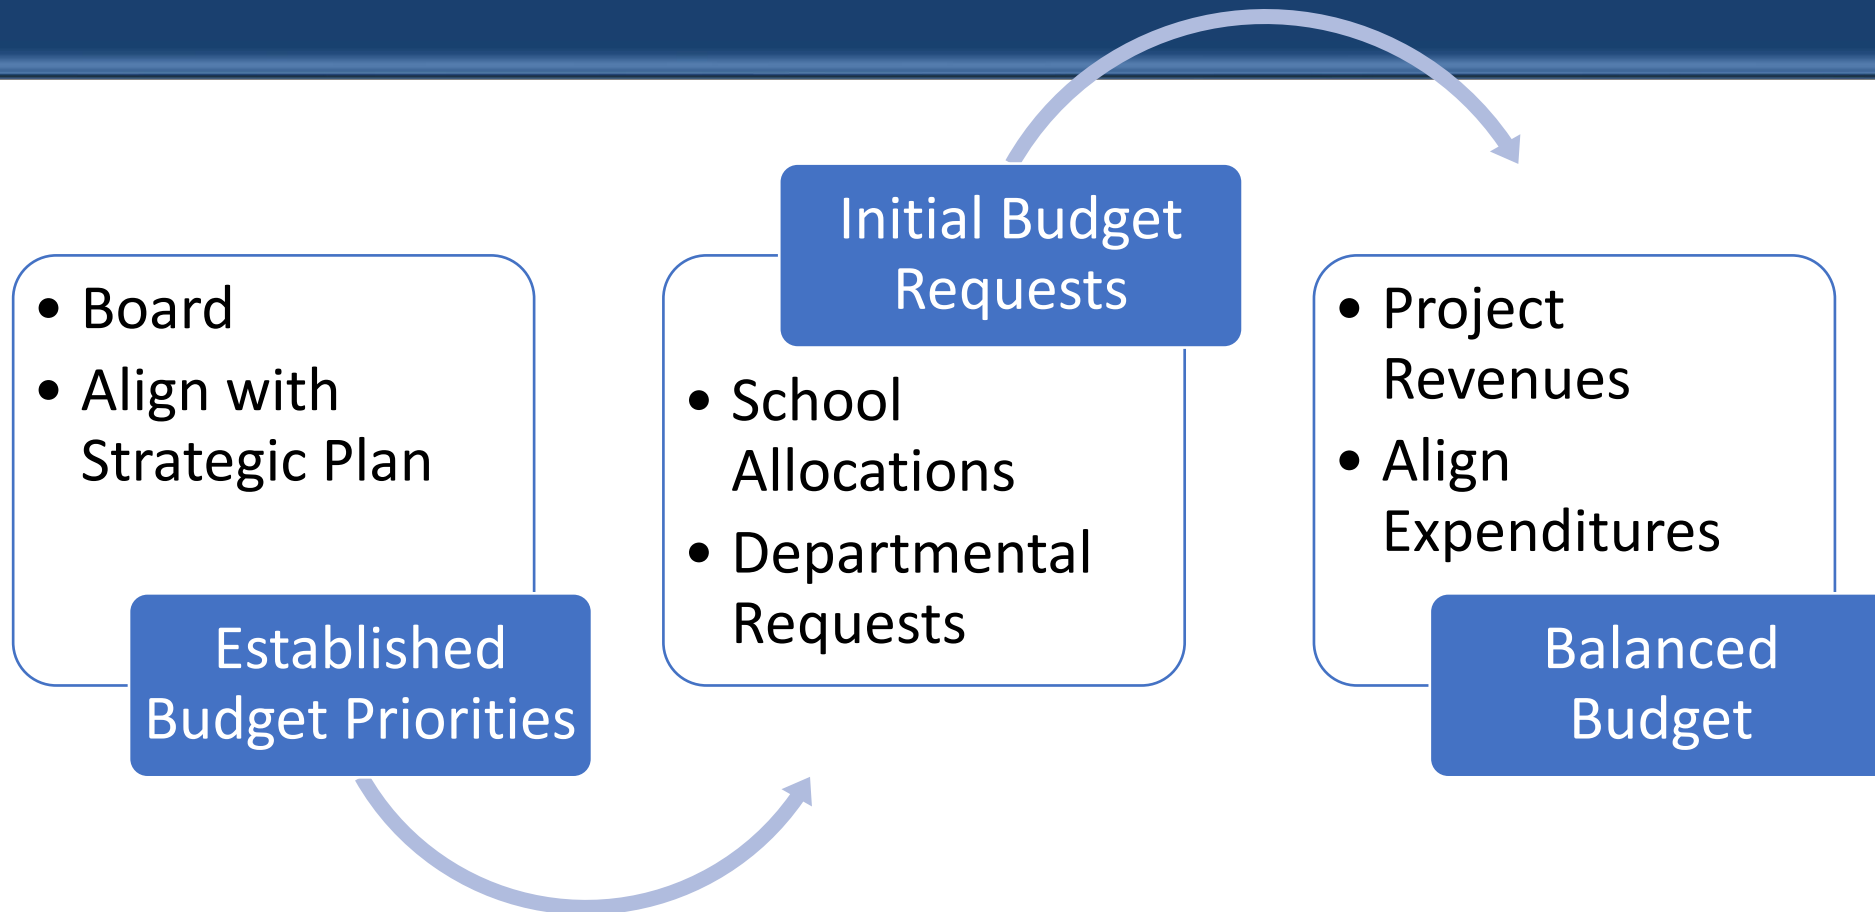 • Board
• Align with
Strategic Plan
Established
Budget Priorities
Initial Budget
Requests
• School
Allocations
• Departmental
Requests
• Project
Revenues
• Align
Expenditures
Balanced
Budget